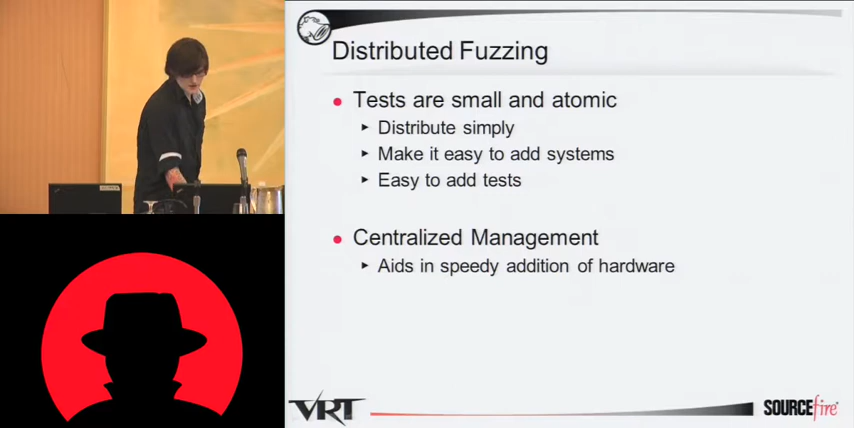 Distributed Fuzzing
Tests are small and atomic
Distribute simply
Make it easy to add systems
Easy to add tests
Centralized Management
Aids in speedy addition of hardware
VRT
SOURCEfire